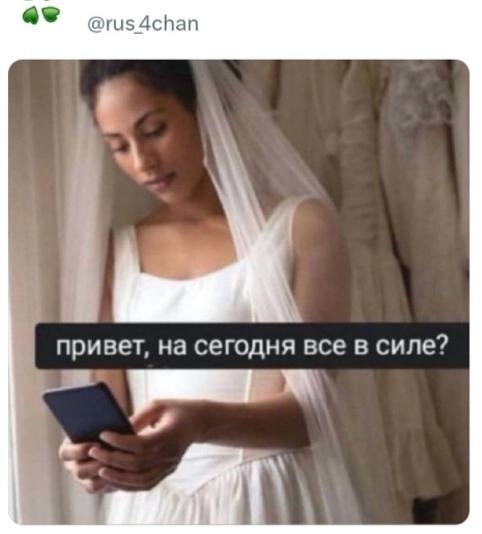 @rus_4chan
привет, на сегодня все в силе?